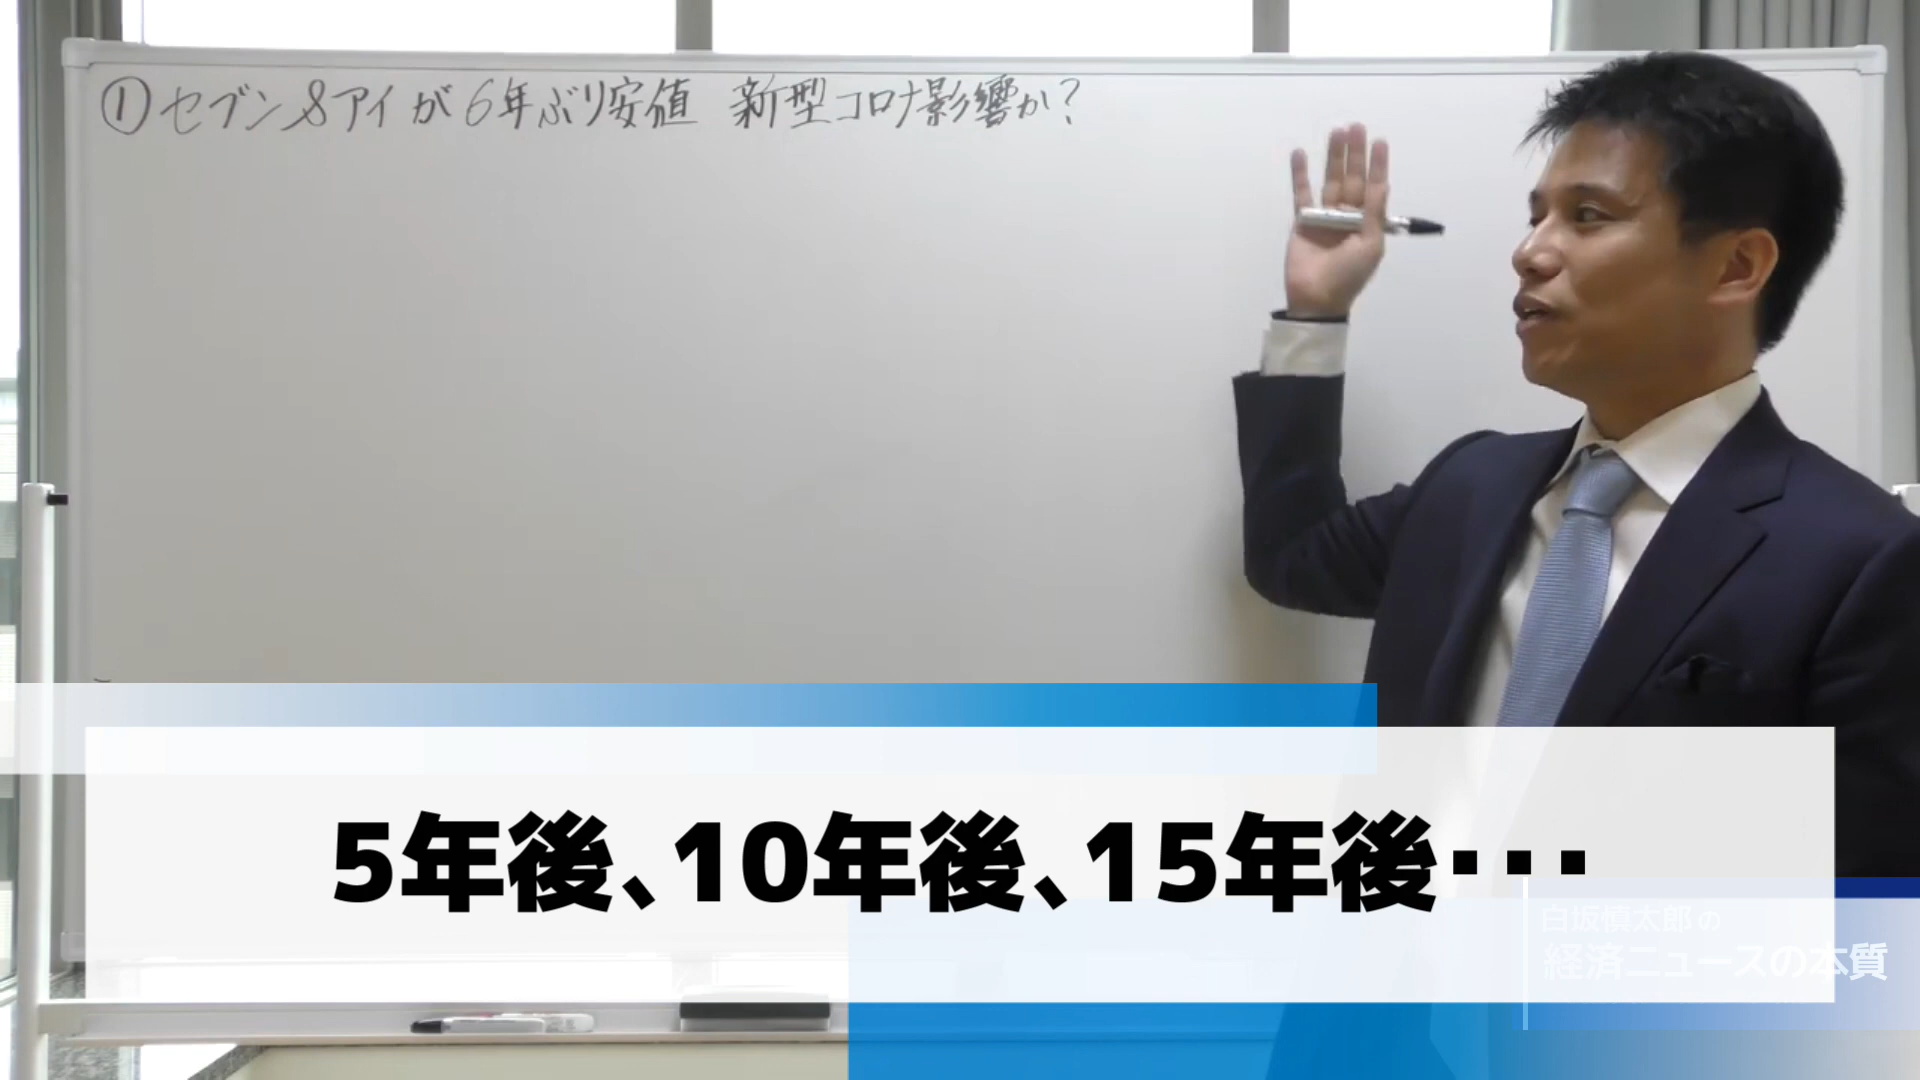 ①セブン&アイが6年ぶり安値 新型コロナ影響か?
5年後、10年後、15年後・・・
白坂慎太郎の
経済ニュースの本質